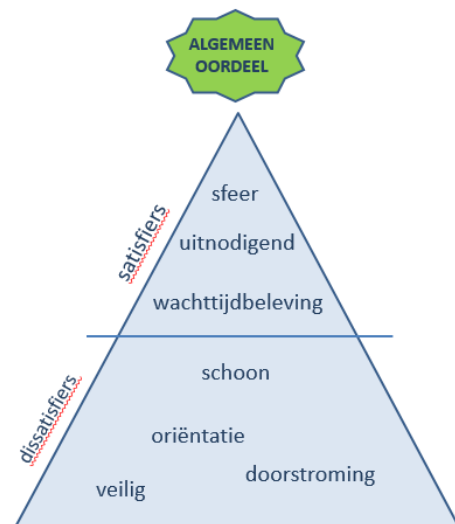 ALGEMEEN
OORDEEL
sfeer
satisfiers
uitnodigend
wachttijdbeleving
schoon
dissatisfiers
oriëntatie
doorstroming
veilig